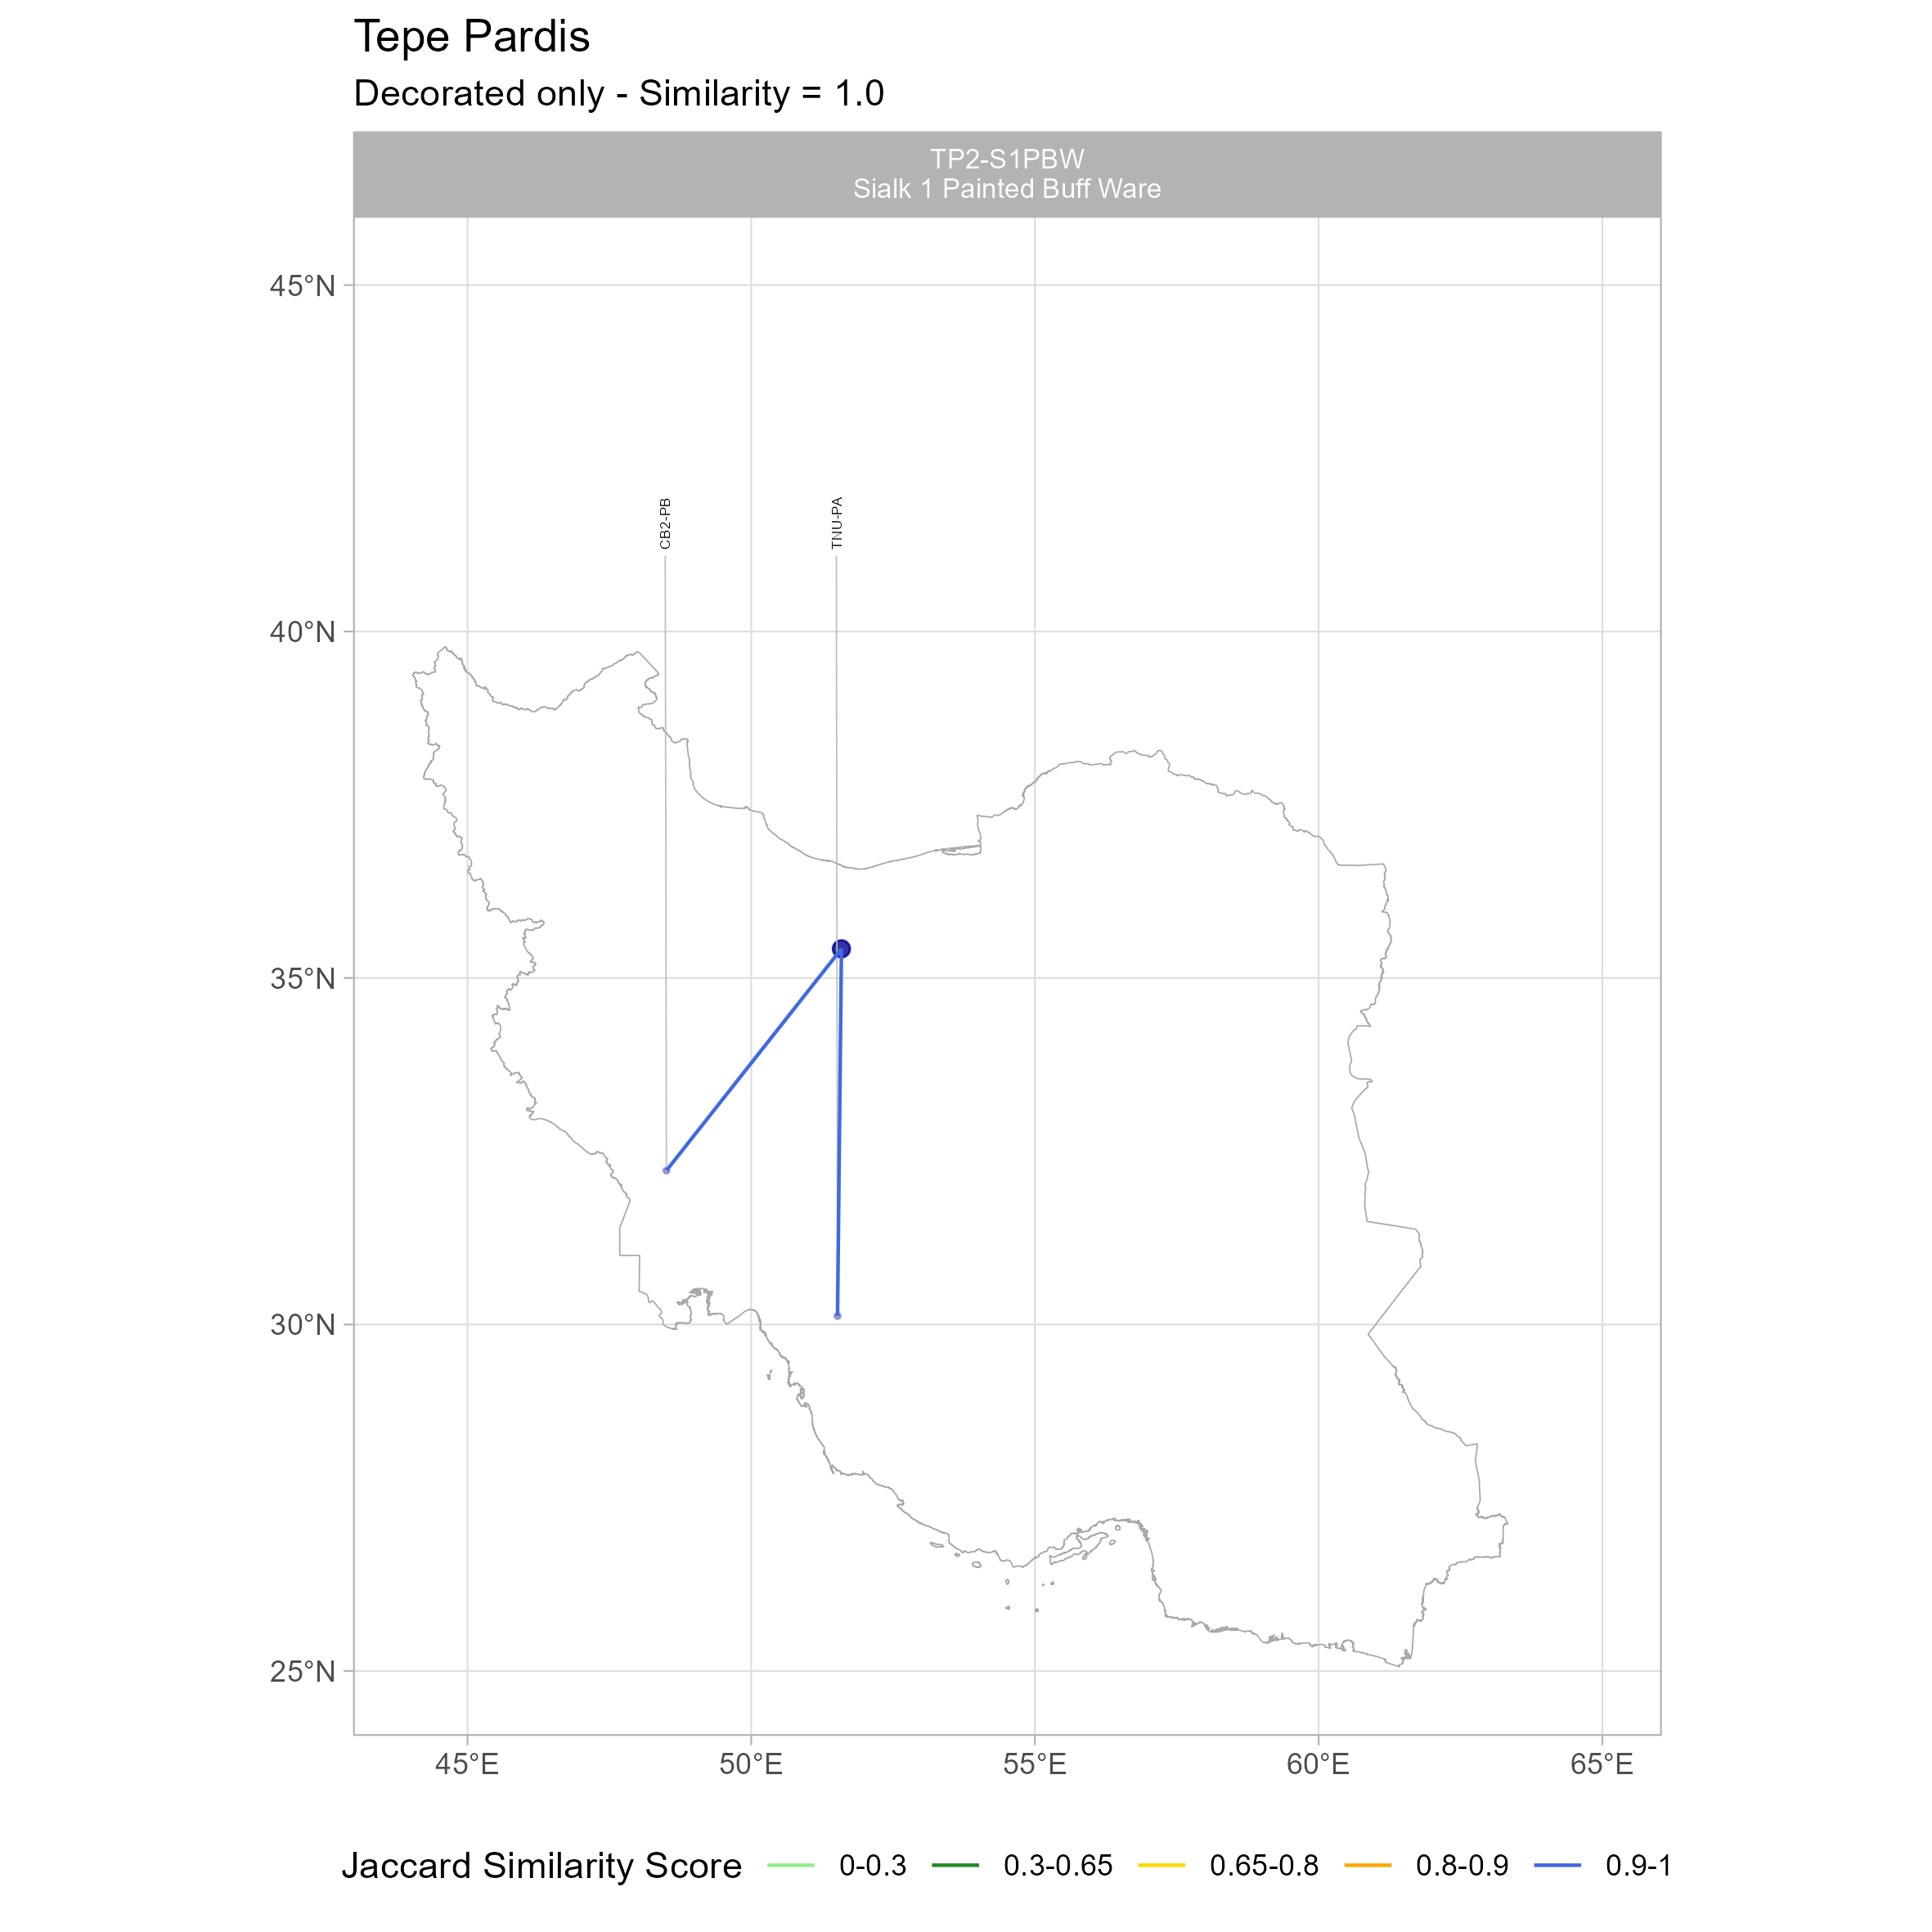 Tepe Pardis
Decorated only - Similarity = 1.0
TP2-S1PBW
Sialk 1 Painted Buff Ware
45°N
CB2-PB
TNU-PA
40°N
35°N
30°N
25°N
45°E
50°E
55°E
60°E
65°E
Jaccard Similarity Score 0-0.3 0.3-0.65 0.65-0.8 0.8-0.9 0.9-1